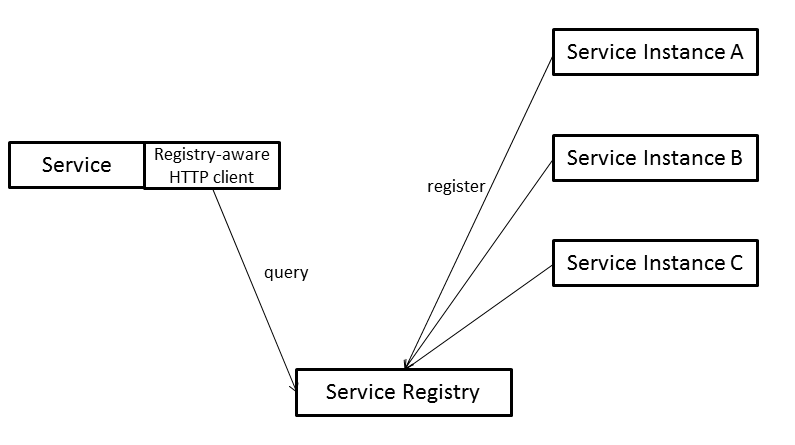 Service Instance A
Service
Registry-aware
HTTP client
Service Instance B
register
Service Instance C
query
Service Registry